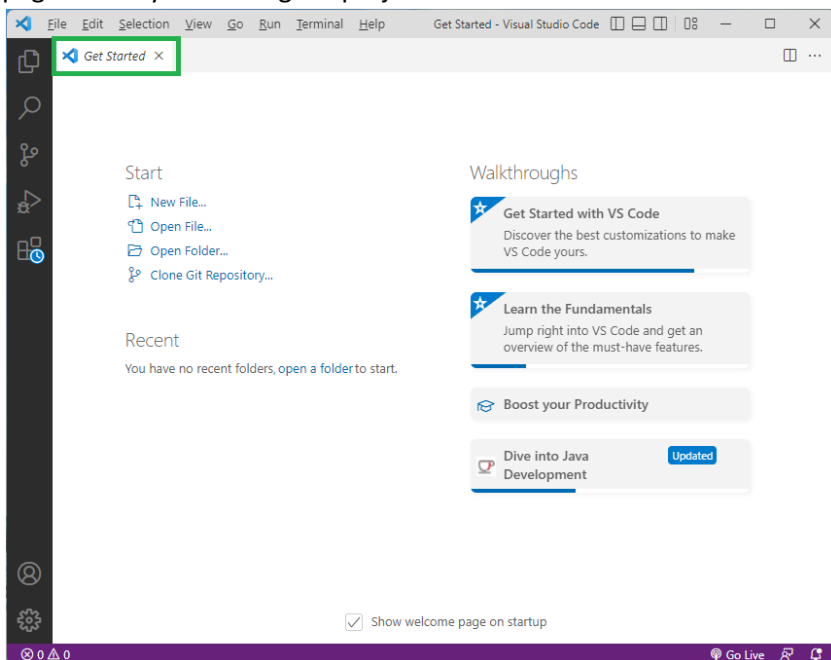 File Edit Selection View Go Run Terminal Help Get Started - Visual Studio Code
Get Started
Start
New File...
Open File...
Open Folder...
Clone Git Repository...
Recent
You have no recent folders, open a folder to start.
Walkthroughs
Get Started with VS Code
Discover the best customizations to make
VS Code yours.
Learn the Fundamentals
Jump right into VS Code and get an
overview of the must-have features.
Boost your Productivity
Dive into Java Updated
Development
Show welcome page on startup
0 0 Go Live